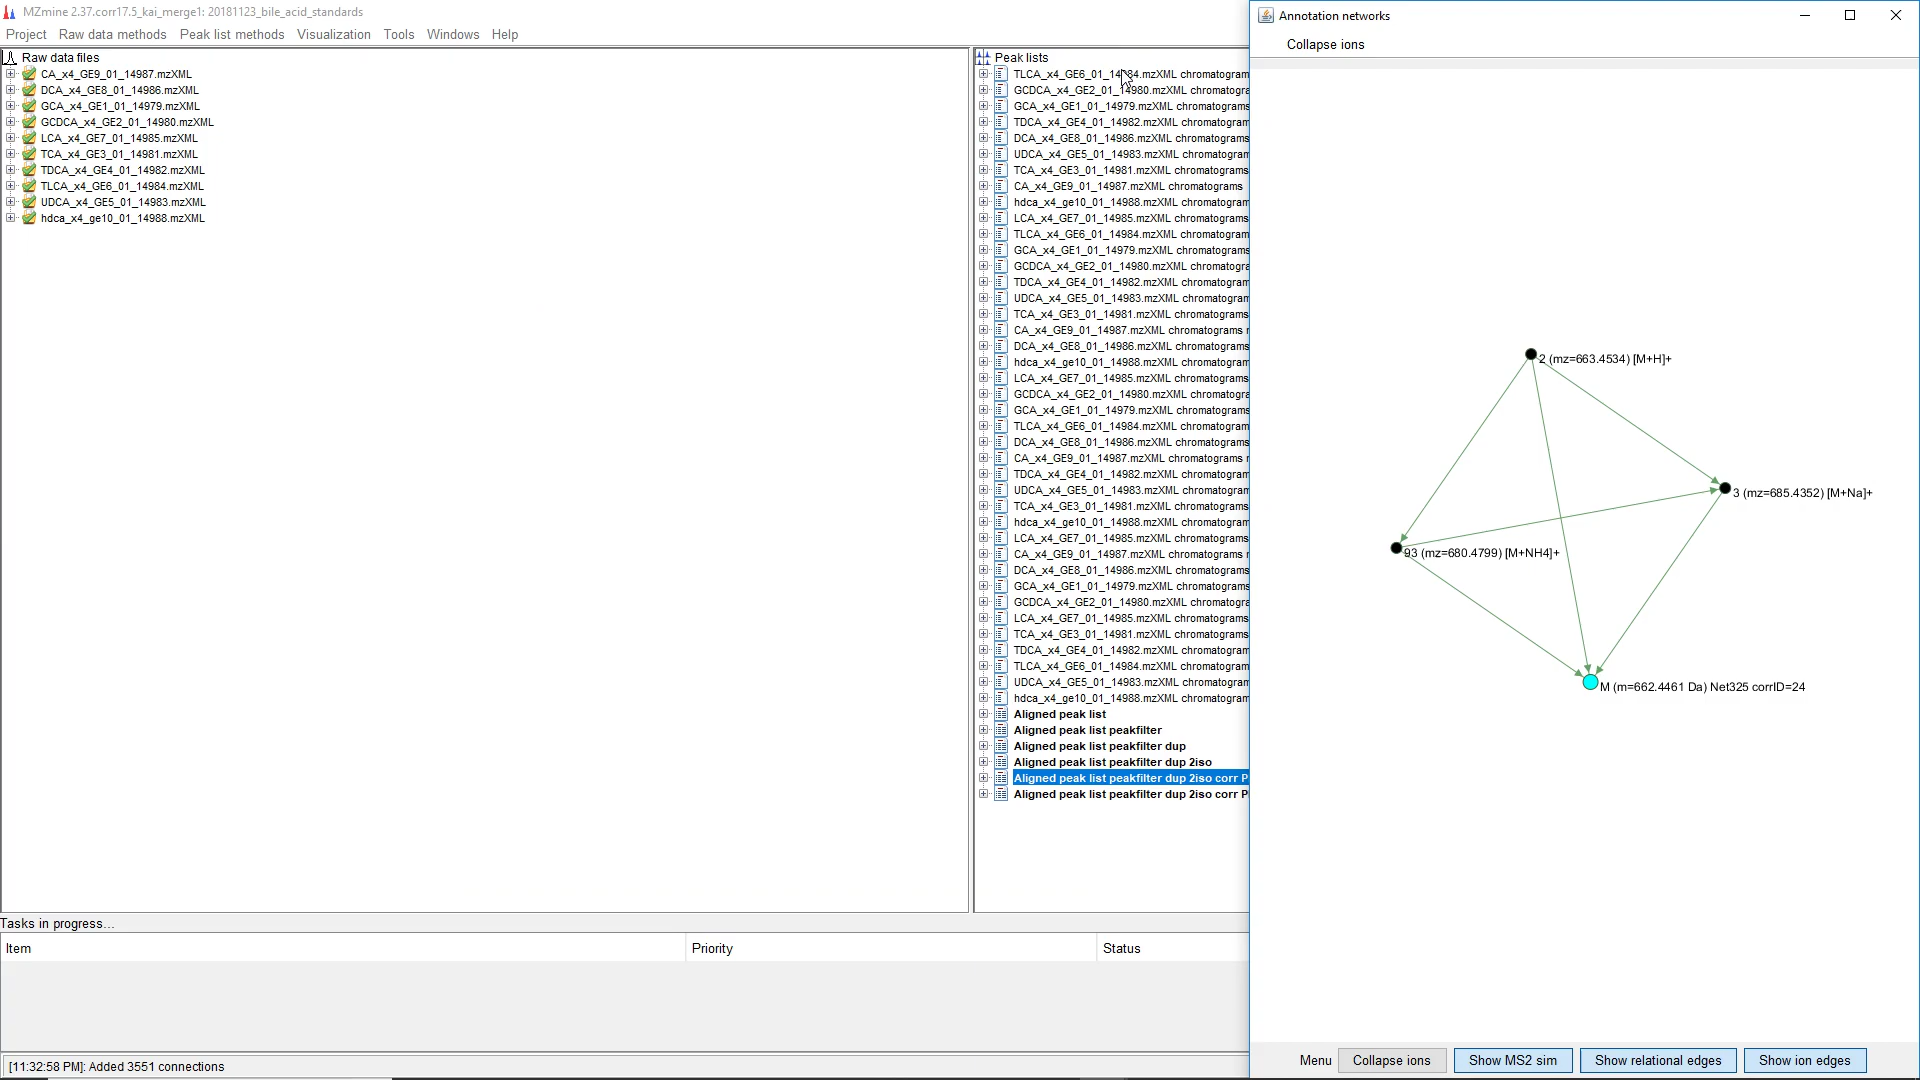 MZmine 2.37.corr17.5_kai_merge1: 20181123_bile_acid_standards
Project Raw data methods Peak list methods Visualization Tools Windows Help
Raw data files
CA_x4_GE9_01_14987.mzXML
DCA_x4_GE8_01_14986.mzXML
GCA_x4_GE1_01_14979.mzXML
GCDCA_x4_GE2_01_14980.mzXML
LCA_x4_GE7_01_14985.mzXML
TCA_x4_GE3_01_14981.mzXML
TDCA_x4_GE4_01_14982.mzXML
TLCA_x4_GE6_01_14984.mzXML
UDCA_x4_GE5_01_14983.mzXML
hdca_x4_ge10_01_14988.mzXML
Peak lists
TLCA_x4_GE6_01_14984.mzXML chromatogram
GCDCA_x4_GE2_01_14980.mzXML chromatogra
GCA_x4_GE1_01_14979.mzXML chromatograms
TDCA_x4_GE4_01_14982.mzXML chromatogram
DCA_x4_GE8_01_14986.mzXML chromatograms
UDCA_x4_GE5_01_14983.mzXML chromatogram
TCA_x4_GE3_01_14981.mzXML chromatograms
CA_x4_GE9_01_14987.mzXML chromatograms
hdca_x4_ge10_01_14988.mzXML chromatogram
LCA_x4_GE7_01_14985.mzXML chromatograms
TLCA_x4_GE6_01_14984.mzXML chromatogram
GCA_x4_GE1_01_14979.mzXML chromatograms
GCDCA_x4_GE2_01_14980.mzXML chromatogra
TDCA_x4_GE4_01_14982.mzXML chromatogram
UDCA_x4_GE5_01_14983.mzXML chromatogram
TCA_x4_GE3_01_14981.mzXML chromatograms
CA_x4_GE9_01_14987.mzXML chromatograms r
DCA_x4_GE8_01_14986.mzXML chromatograms
hdca_x4_ge10_01_14988.mzXML chromatogram
LCA_x4_GE7_01_14985.mzXML chromatograms
GCDCA_x4_GE2_01_14980.mzXML chromatogra
GCA_x4_GE1_01_14979.mzXML chromatograms
TLCA_x4_GE6_01_14984.mzXML chromatogram
DCA_x4_GE8_01_14986.mzXML chromatograms
CA_x4_GE9_01_14987.mzXML chromatograms r
TDCA_x4_GE4_01_14982.mzXML chromatogram
UDCA_x4_GE5_01_14983.mzXML chromatogram
TCA_x4_GE3_01_14981.mzXML chromatograms
hdca_x4_ge10_01_14988.mzXML chromatogram
LCA_x4_GE7_01_14985.mzXML chromatograms
CA_x4_GE9_01_14987.mzXML chromatograms r
DCA_x4_GE8_01_14986.mzXML chromatograms
GCA_x4_GE1_01_14979.mzXML chromatograms
GCDCA_x4_GE2_01_14980.mzXML chromatogra
LCA_x4_GE7_01_14985.mzXML chromatograms
TCA_x4_GE3_01_14981.mzXML chromatograms
TDCA_x4_GE4_01_14982.mzXML chromatogram
TLCA_x4_GE6_01_14984.mzXML chromatogram
UDCA_x4_GE5_01_14983.mzXML chromatogram
hdca_x4_ge10_01_14988.mzXML chromatogram
Aligned peak list
Aligned peak list peakfilter
Aligned peak list peakfilter dup
Aligned peak list peakfilter dup 2iso
Aligned peak list peakfilter dup 2iso corr P
Aligned peak list peakfilter dup 2iso corr P
Annotation networks
Collapse ions
2 (mz=663.4534) [M+H]+
3 (mz=685.4352) [M+Na]+
93 (mz=680.4799) [M+NH4]+
M (m=662.4461 Da) Net325 corrID=24
Menu Collapse ions Show MS2 sim Show relational edges Show ion edges
Tasks in progress...
Item Priority Status
[11:32:58 PM]: Added 3551 connections